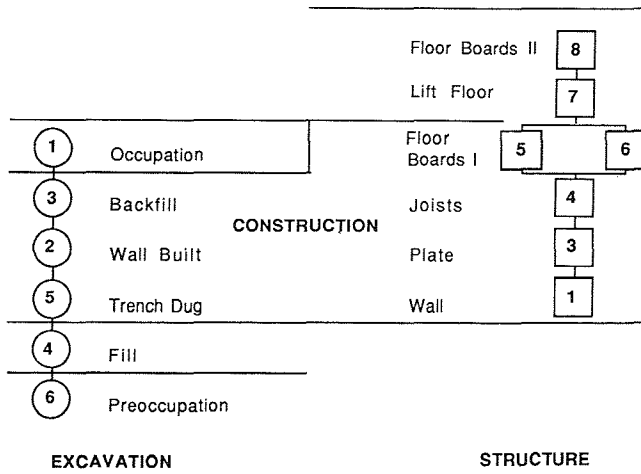 Floor Boards II 8
Lift Floor 7
1 Occupation
Floor Boards I 5 6
3 Backfill
Joists 4
CONSTRUCTION
2 Wall Built
Plate 3
5 Trench Dug
Wall 1
4 Fill
6 Preoccupation
EXCAVATION
STRUCTURE